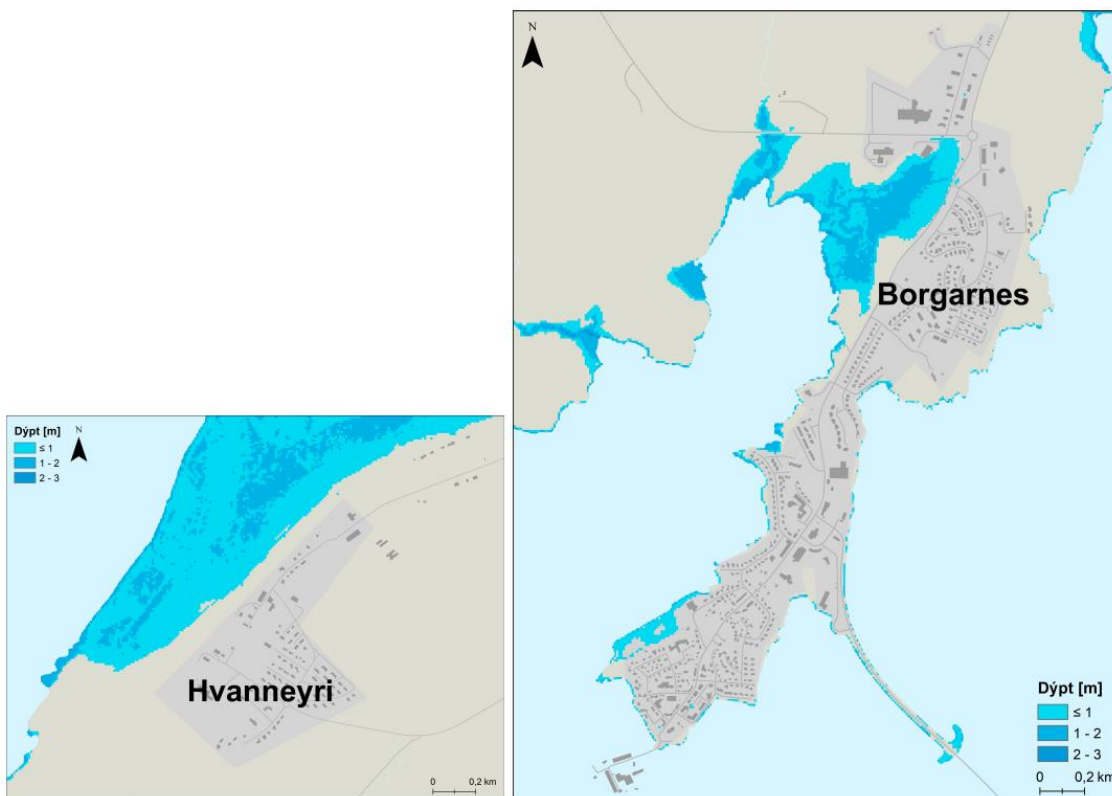 Dýpt [m]
N
≤ 1
1 - 2
2 - 3
Hvanneyri
0 0,2 km
N
Borgarnes
Dýpt [m]
≤ 1
1 - 2
2 - 3
0 0,2 km